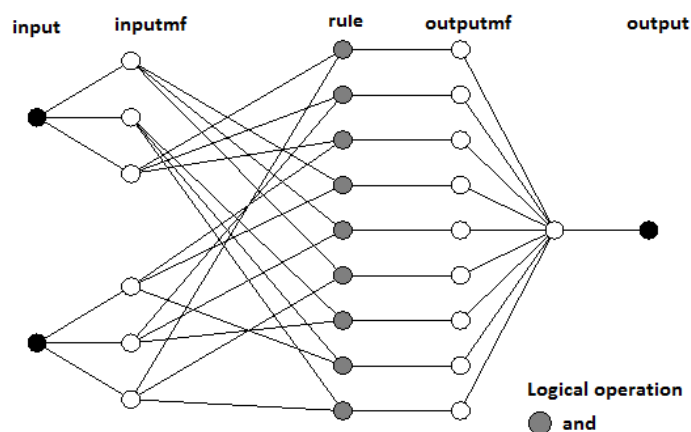 input
inputmf
rule
outputmf
output
Logical operation
and